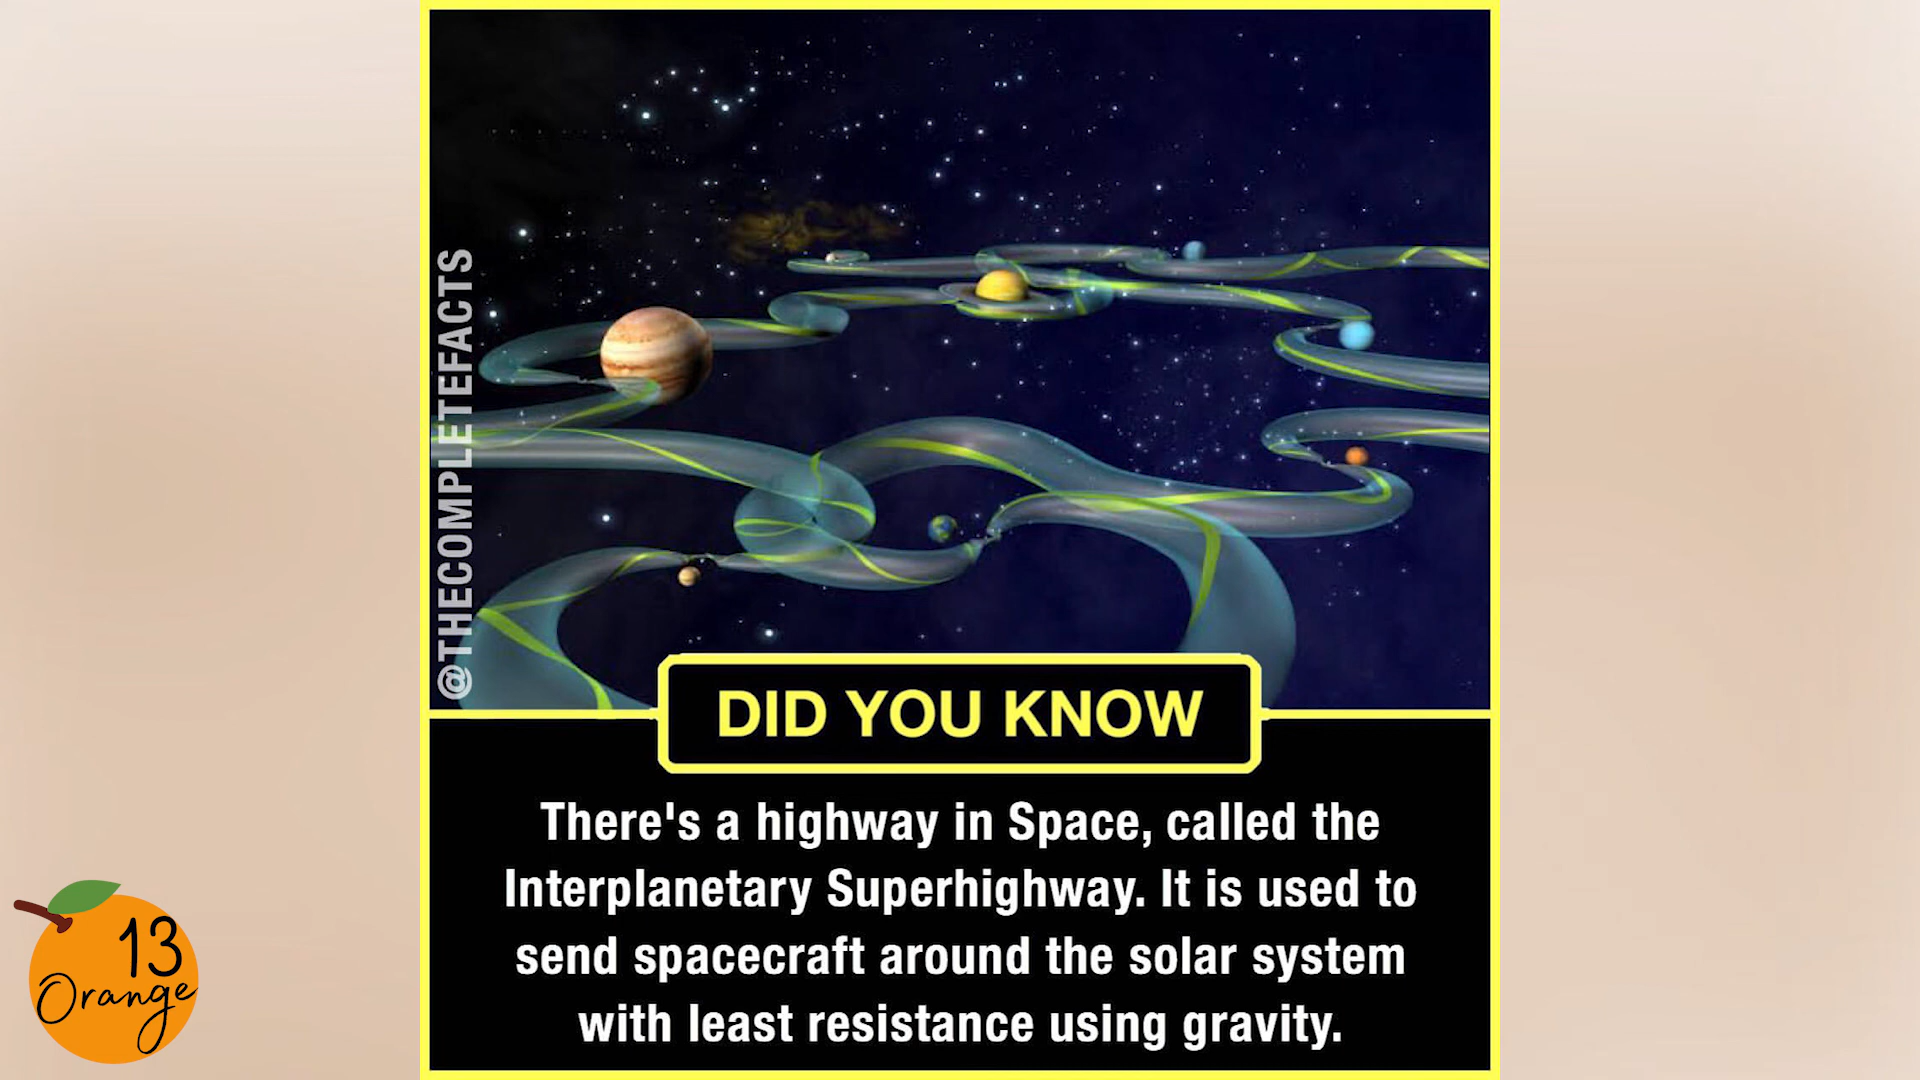 @THECOMPLETEFACTS
DID YOU KNOW
There's a highway in Space, called the
Interplanetary Superhighway. It is used to
send spacecraft around the solar system
with least resistance using gravity.
13
Orange